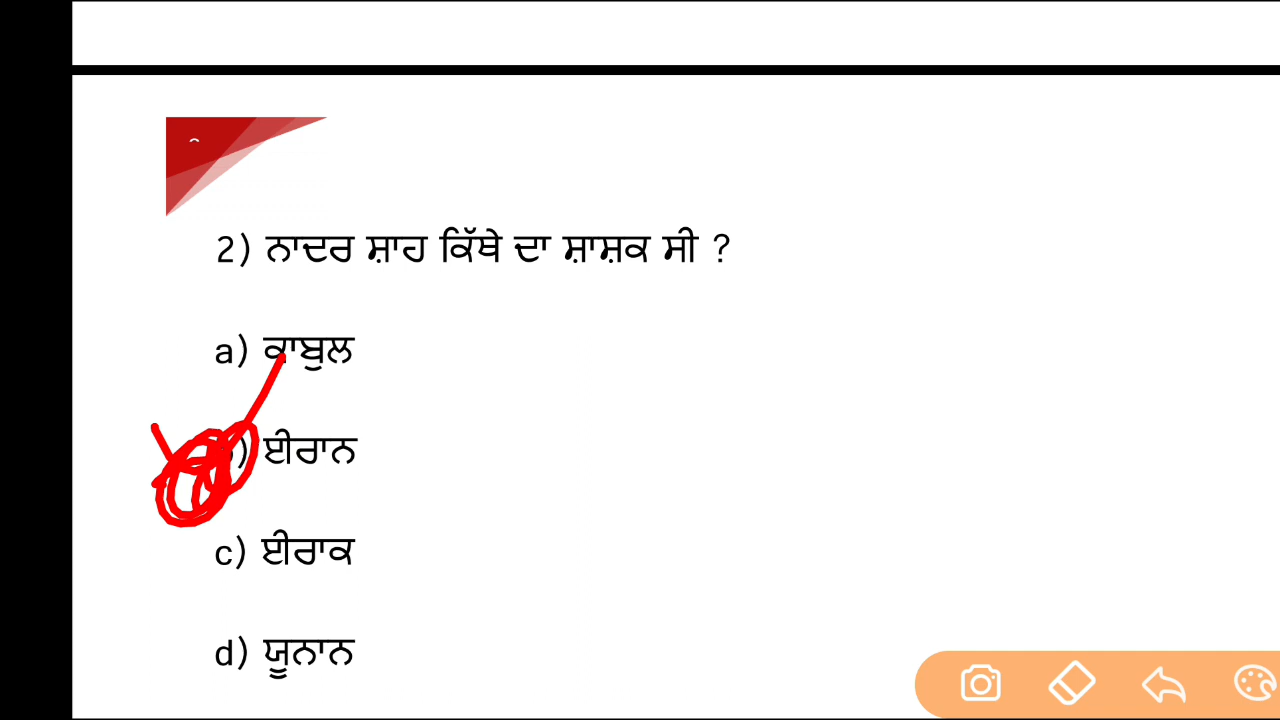 2) ਨਾਦਰ ਸ਼ਾਹ ਕਿੱਥੇ ਦਾ ਸ਼ਾਸ਼ਕ ਸੀ ?
a) ਕਾਬੁਲ
b) ਈਰਾਨ
c) ਈਰਾਕ
d) ਯੂਨਾਨ